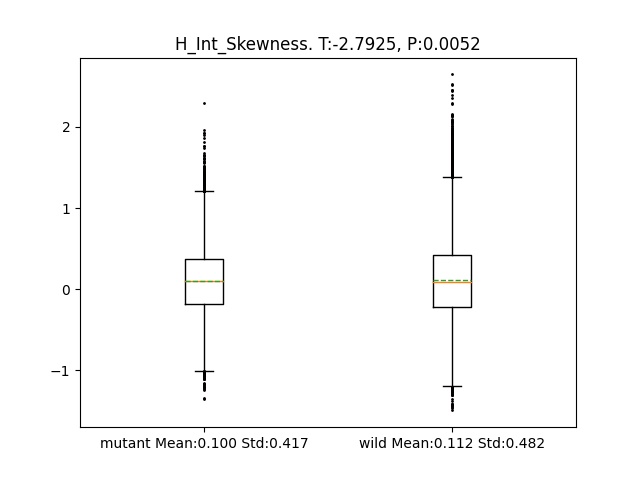 H_Int_Skewness. T:-2.7925, P:0.0052
2
1
0
−1
mutant Mean:0.100 Std:0.417
wild Mean:0.112 Std:0.482